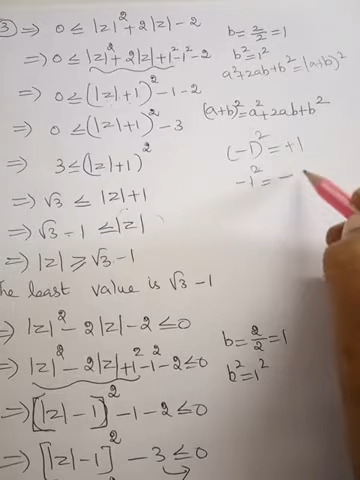 ③ ⇒ 0 ≤ |z|² + 2|z| - 2
⇒ 0 ≤ |z|² + 2|z| + 1² - 1² - 2
⇒ 0 ≤ (|z| + 1)² - 1 - 2
⇒ 0 ≤ (|z| + 1)² - 3
⇒ 3 ≤ (|z| + 1)²
⇒ √3 ≤ |z| + 1
⇒ √3 - 1 ≤ |z|
⇒ |z| ≥ √3 - 1
he least value is √3 - 1
⇒ |z|² - 2|z| - 2 ≤ 0
⇒ |z|² - 2|z| + 1² - 1² - 2 ≤ 0
⇒ [|z| - 1]² - 1 - 2 ≤ 0
⇒ [|z| - 1]² - 3 ≤ 0
b = 2/2 = 1
b² = 1²
a² + 2ab + b² = (a+b)²
(a+b)² = a² + 2ab + b²
(-1)² = +1
-1² = -
b = 2/2 = 1
b² = 1²